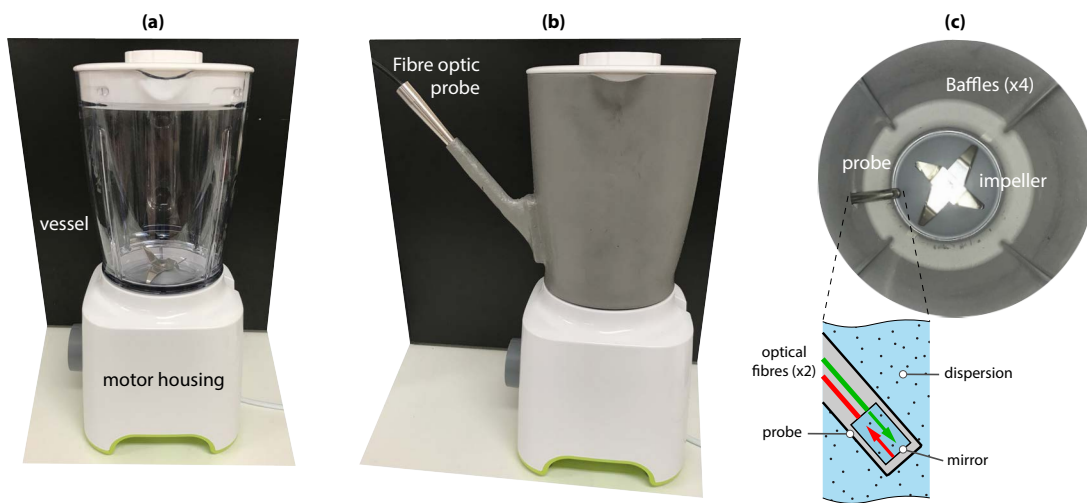 (a)
(b)
(c)
Fibre optic
probe
vessel
motor housing
Baffles (x4)
probe
impeller
optical
fibres (x2)
dispersion
probe
mirror